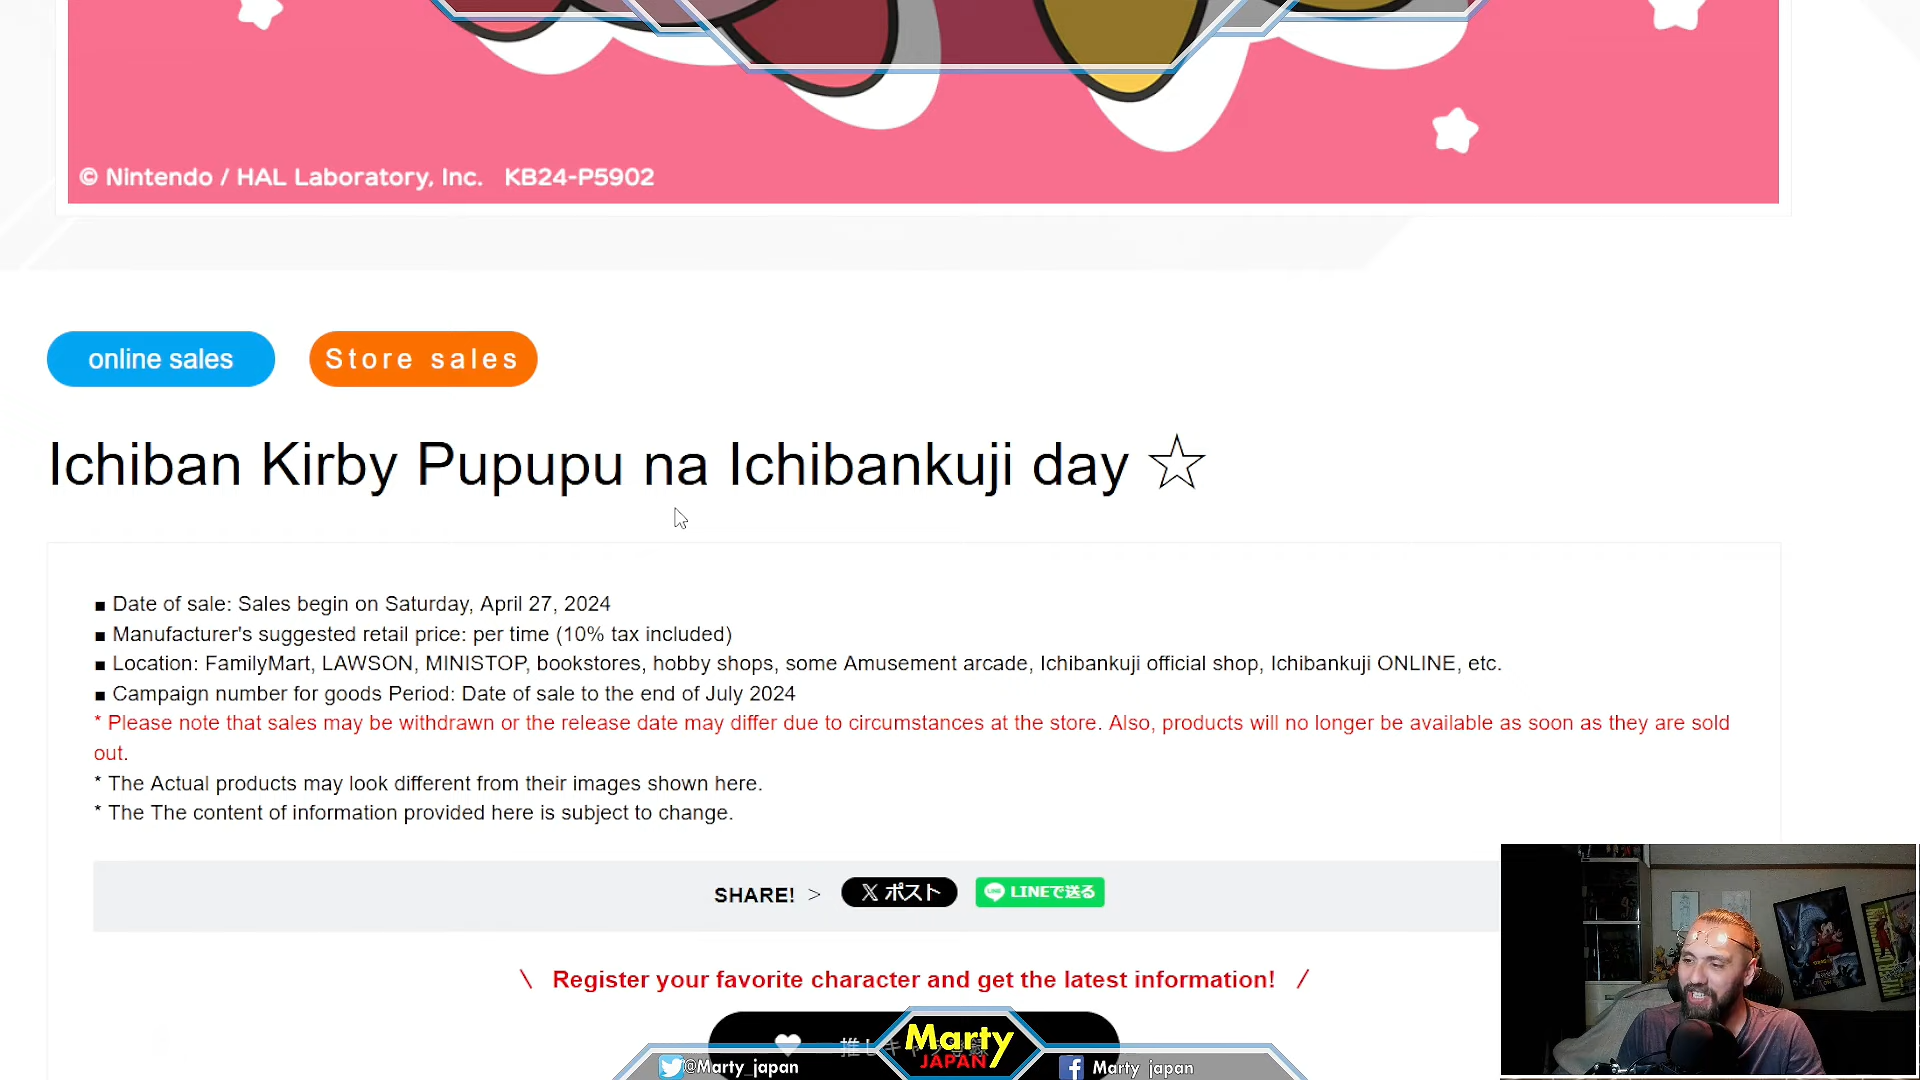 © Nintendo / HAL Laboratory, Inc. KB24-P5902
online sales
Store sales
Ichiban Kirby Pupupu na Ichibankuji day ☆
■ Date of sale: Sales begin on Saturday, April 27, 2024
■ Manufacturer's suggested retail price: per time (10% tax included)
■ Location: FamilyMart, LAWSON, MINISTOP, bookstores, hobby shops, some Amusement arcade, Ichibankuji official shop, Ichibankuji ONLINE, etc.
■ Campaign number for goods Period: Date of sale to the end of July 2024
* Please note that sales may be withdrawn or the release date may differ due to circumstances at the store. Also, products will no longer be available as soon as they are sold
out.
* The Actual products may look different from their images shown here.
* The The content of information provided here is subject to change.
SHARE! > X ポスト LINEで送る
\ Register your favorite character and get the latest information! /
Marty
JAPAN
@Marty_japan
Marty japan